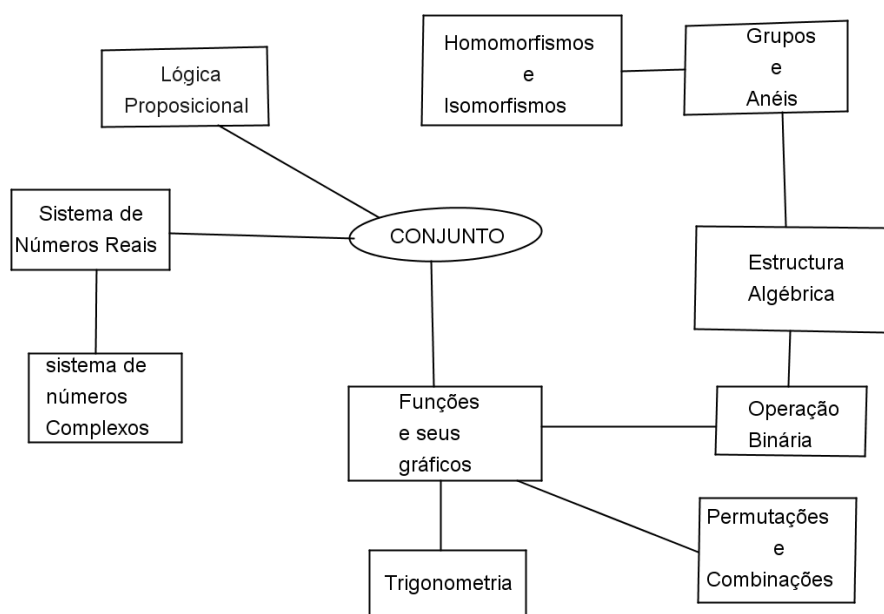 Homomorfismos
e
Isomorfismos
Grupos
e
Anéis
Lógica
Proposicional
Sistema de
Números Reais
CONJUNTO
Estructura
Algébrica
sistema de
números
Complexos
Funções
e seus
gráficos
Operação
Binária
Permutações
e
Combinações
Trigonometria